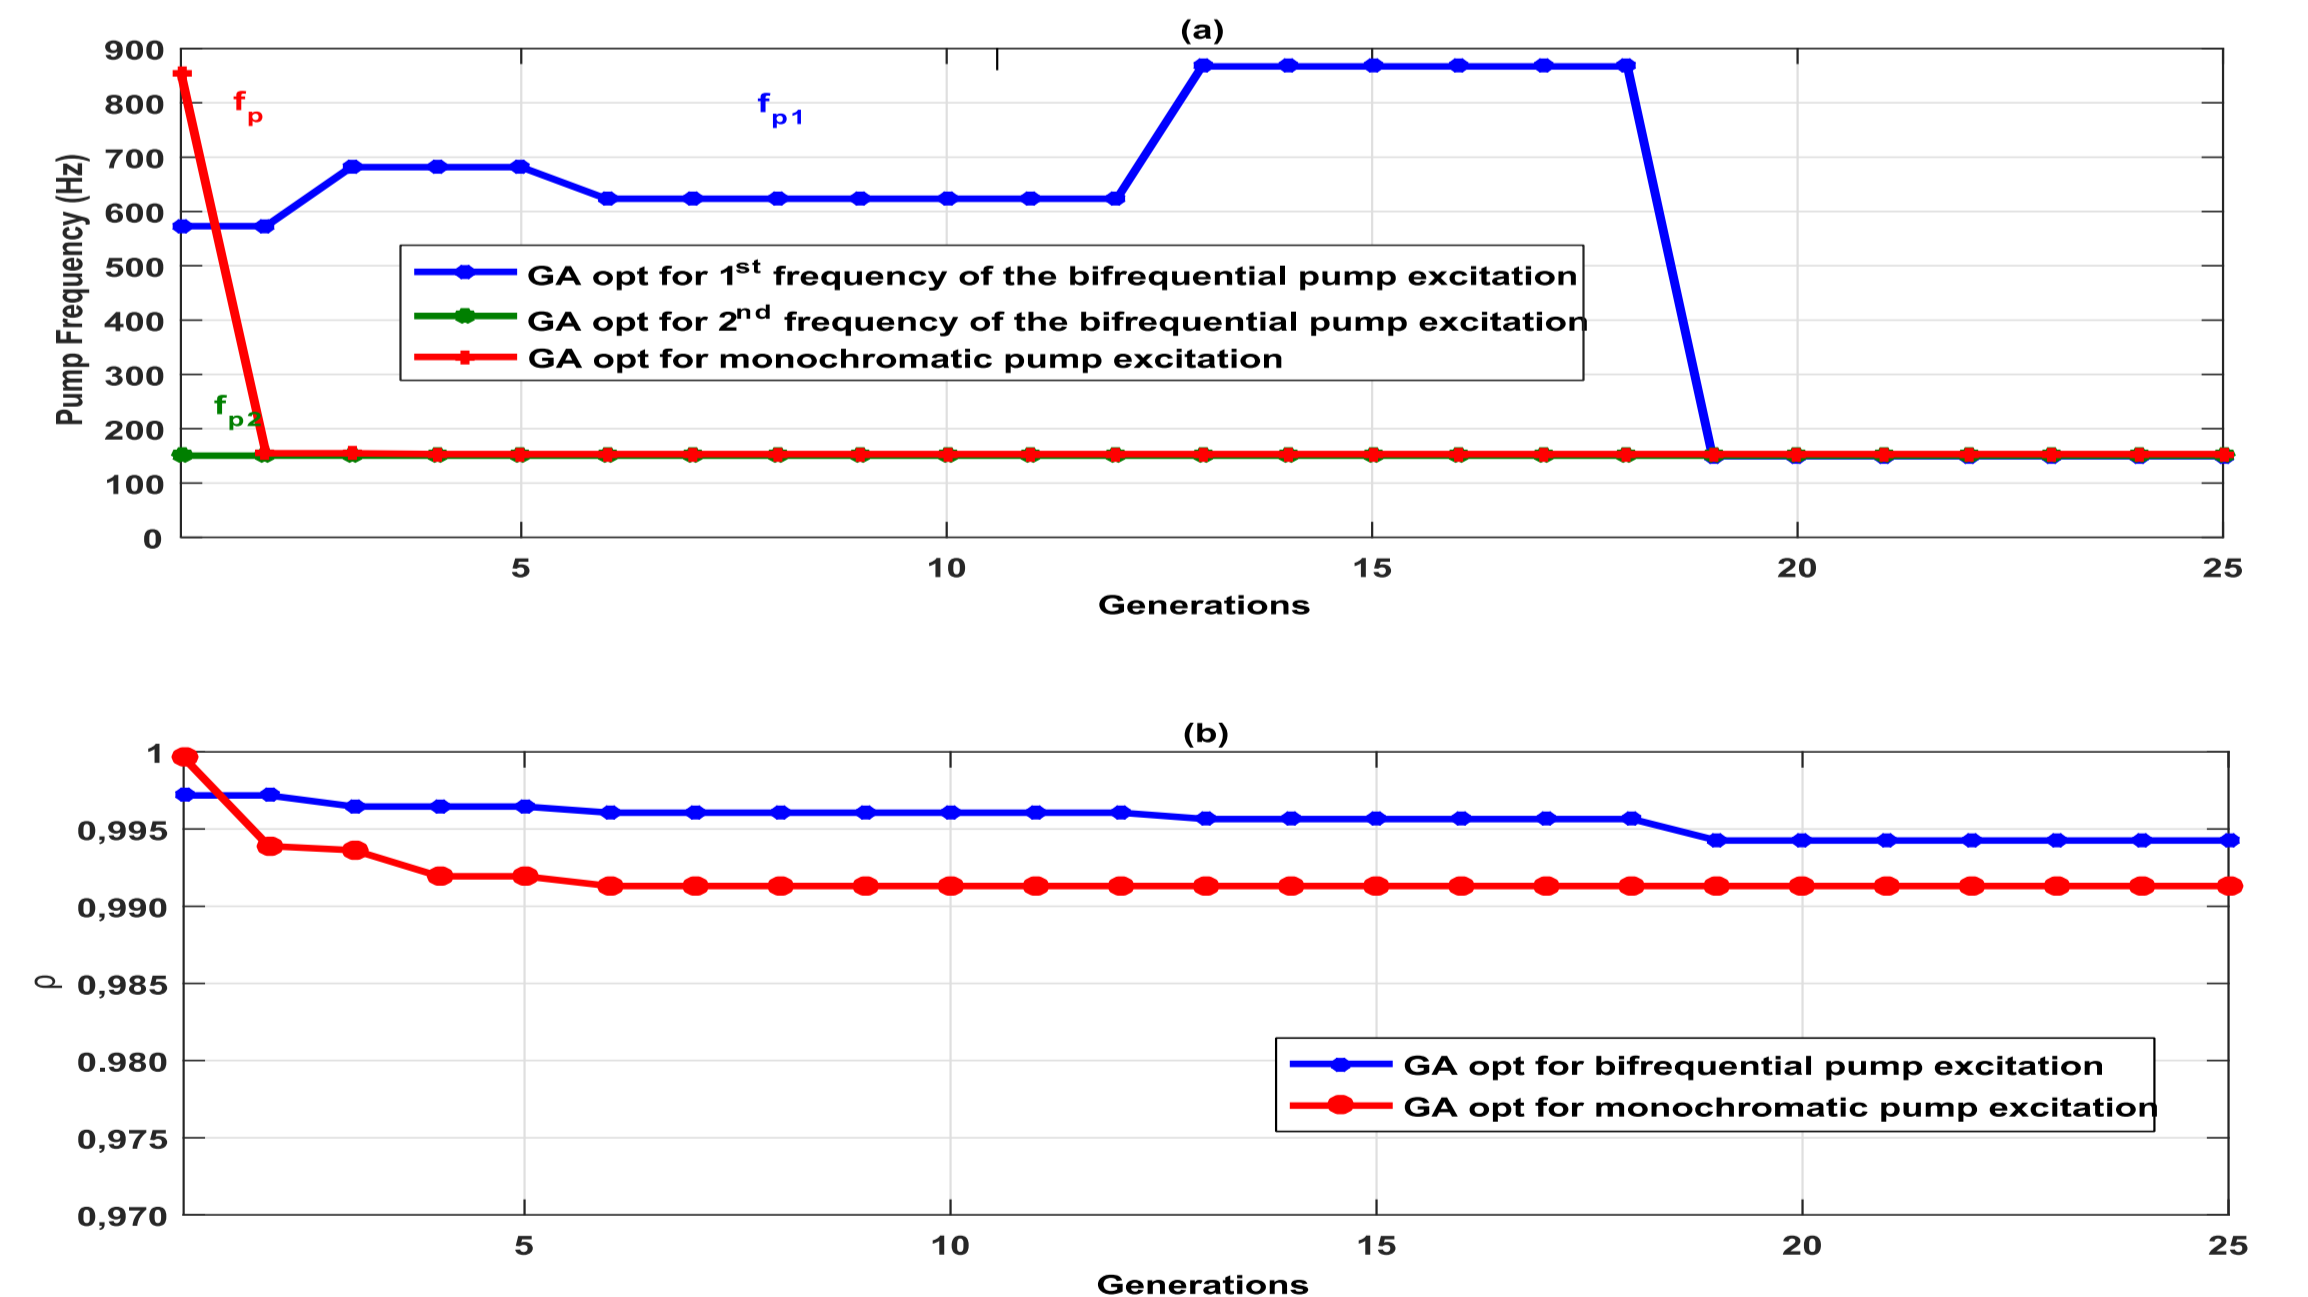 (a)
900
800
700
600
500
400
300
200
100
0
Pump Frequency (Hz)
fp
fp1
fp2
GA opt for 1st frequency of the bifrequential pump excitation
GA opt for 2nd frequency of the bifrequential pump excitation
GA opt for monochromatic pump excitation
5 10 15 20 25
Generations
(b)
1
0,995
0,990
0,985
0.980
0,975
0,970
ρ
GA opt for bifrequential pump excitation
GA opt for monochromatic pump excitation
5 10 15 20 25
Generations